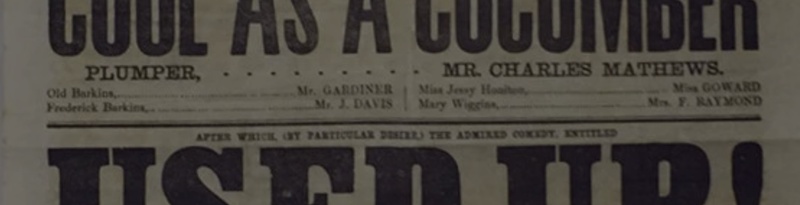 COOL AS A CUCUMBER
PLUMPER, - - - - - - - - - MR. CHARLES MATHEWS.
Old Barkins, Mr. GARDINER Miss Jessy Honiton, Miss GOWARD
Frederick Barkins, Mr. J. DAVIS Mary Wiggins, Mrs. F. RAYMOND
AFTER WHICH, (BY PARTICULAR DESIRE,) THE ADMIRED COMEDY, ENTITLED
USED UP!